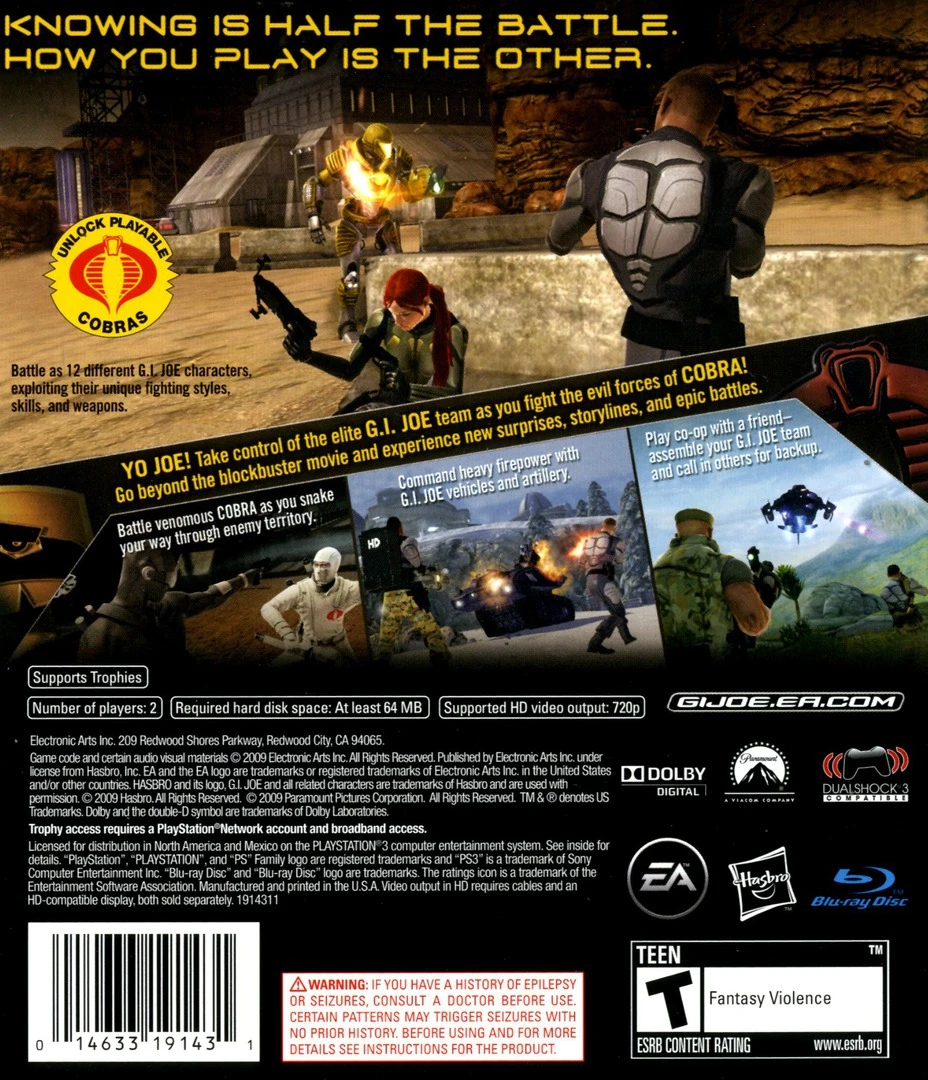 KNOWING IS HALF THE BATTLE.
HOW YOU PLAY IS THE OTHER.
UNLOCK PLAYABLE
COBRAS
Battle as 12 different G.I. JOE characters,
exploiting their unique fighting styles,
skills, and weapons.
YO JOE! Take control of the elite G.I. JOE team as you fight the evil forces of COBRA!
Go beyond the blockbuster movie and experience new surprises, storylines, and epic battles.
Battle venomous COBRA as you snake
your way through enemy territory.
Command heavy firepower with
G.I. JOE vehicles and artillery.
HD
Play co-op with a friend–
assemble your G.I. JOE team
and call in others for backup.
Supports Trophies
Number of players: 2
Required hard disk space: At least 64 MB
Supported HD video output: 720p
GIJOE.EA.COM
Electronic Arts Inc. 209 Redwood Shores Parkway, Redwood City, CA 94065.
Game code and certain audio visual materials © 2009 Electronic Arts Inc. All Rights Reserved. Published by Electronic Arts Inc. under
license from Hasbro, Inc. EA and the EA logo are trademarks or registered trademarks of Electronic Arts Inc. in the United States
and/or other countries. HASBRO and its logo, G.I. JOE and all related characters are trademarks of Hasbro and are used with
permission. © 2009 Hasbro. All Rights Reserved. © 2009 Paramount Pictures Corporation. All Rights Reserved. TM & ® denotes US
Trademarks. Dolby and the double-D symbol are trademarks of Dolby Laboratories.
Trophy access requires a PlayStation®Network account and broadband access.
Licensed for distribution in North America and Mexico on the PLAYSTATION®3 computer entertainment system. See inside for
details. "PlayStation", "PLAYSTATION", and "PS" Family logo are registered trademarks and "PS3" is a trademark of Sony
Computer Entertainment Inc. "Blu-ray Disc" and "Blu-ray Disc" logo are trademarks. The ratings icon is a trademark of the
Entertainment Software Association. Manufactured and printed in the U.S.A. Video output in HD requires cables and an
HD-compatible display, both sold separately. 1914311
DOLBY
DIGITAL
Paramount
A VIACOM COMPANY
DUALSHOCK 3
COMPATIBLE
EA™
Hasbro
TM
Blu-ray Disc™
0 14633 19143 1
WARNING: IF YOU HAVE A HISTORY OF EPILEPSY
OR SEIZURES, CONSULT A DOCTOR BEFORE USE.
CERTAIN PATTERNS MAY TRIGGER SEIZURES WITH
NO PRIOR HISTORY. BEFORE USING AND FOR MORE
DETAILS SEE INSTRUCTIONS FOR THE PRODUCT.
TEEN TM
T
Fantasy Violence
ESRB CONTENT RATING www.esrb.org